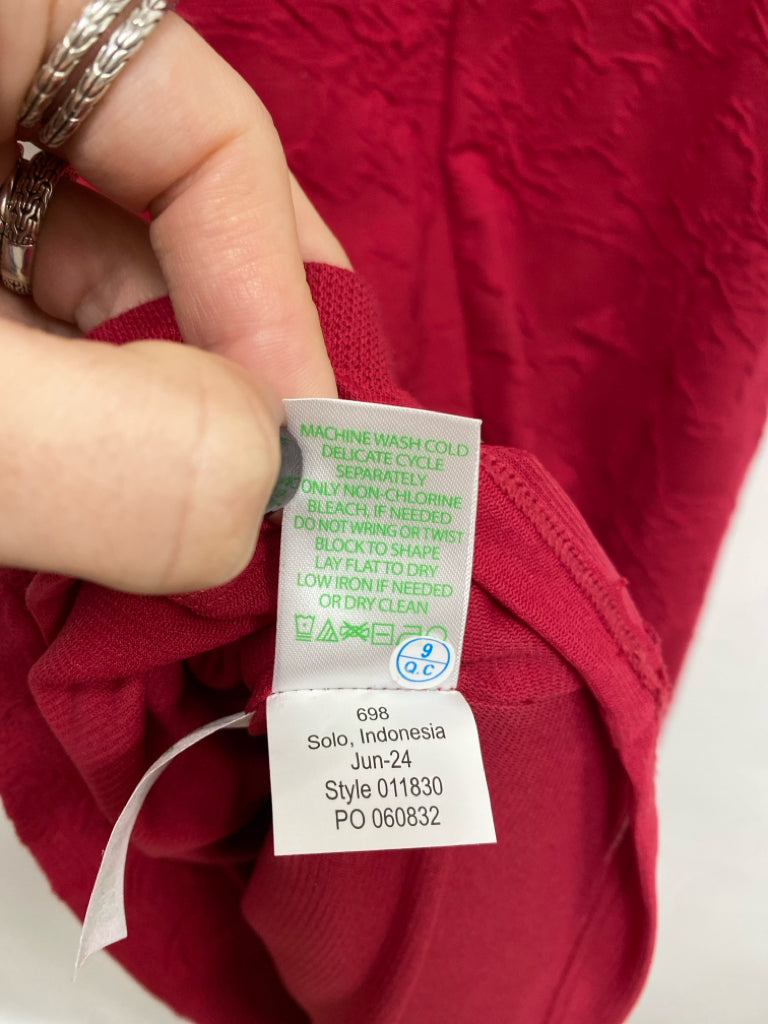 MACHINE WASH COLD
DELICATE CYCLE
SEPARATELY
ONLY NON-CHLORINE
BLEACH, IF NEEDED
DO NOT WRING OR TWIST
BLOCK TO SHAPE
LAY FLAT TO DRY
LOW IRON IF NEEDED
OR DRY CLEAN
9
Q.C
698
Solo, Indonesia
Jun-24
Style 011830
PO 060832